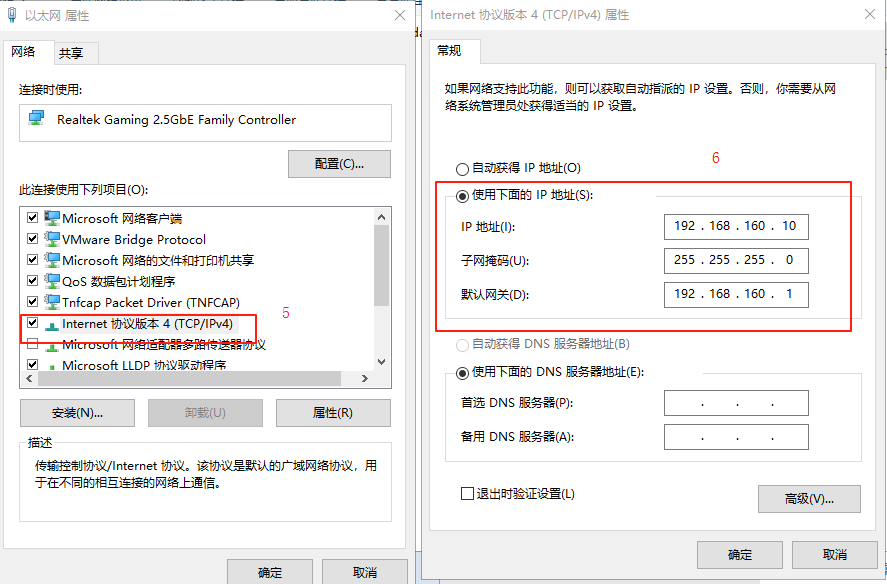 以太网 属性
网络
共享
连接时使用:
Realtek Gaming 2.5GbE Family Controller
配置(C)...
此连接使用下列项目(O):
Microsoft 网络客户端
VMware Bridge Protocol
Microsoft 网络的文件和打印机共享
QoS 数据包计划程序
Tnfcap Packet Driver (TNFCAP)
Internet 协议版本 4 (TCP/IPv4)
5
Microsoft 网络适配器多路传送器协议
Microsoft LLDP 协议驱动程序
安装(N)...
卸载(U)
属性(R)
描述
传输控制协议/Internet 协议。该协议是默认的广域网络协议，用
于在不同的相互连接的网络上通信。
确定
取消
Internet 协议版本 4 (TCP/IPv4) 属性
常规
如果网络支持此功能，则可以获取自动指派的 IP 设置。否则，你需要从网
络系统管理员处获得适当的 IP 设置。
6
自动获得 IP 地址(O)
使用下面的 IP 地址(S):
IP 地址(I):
192 . 168 . 160 . 10
子网掩码(U):
255 . 255 . 255 . 0
默认网关(D):
192 . 168 . 160 . 1
自动获得 DNS 服务器地址(B)
使用下面的 DNS 服务器地址(E):
首选 DNS 服务器(P):
. . .
备用 DNS 服务器(A):
. . .
退出时验证设置(L)
高级(V)...
确定
取消